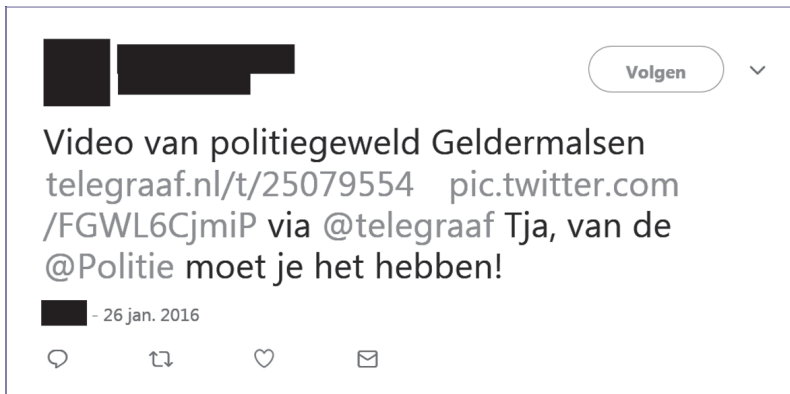 Volgen
Video van politiegeweld Geldermalsen
telegraaf.nl/t/25079554 pic.twitter.com
/FGWL6CjmiP via @telegraaf Tja, van de
@Politie moet je het hebben!
- 26 jan. 2016